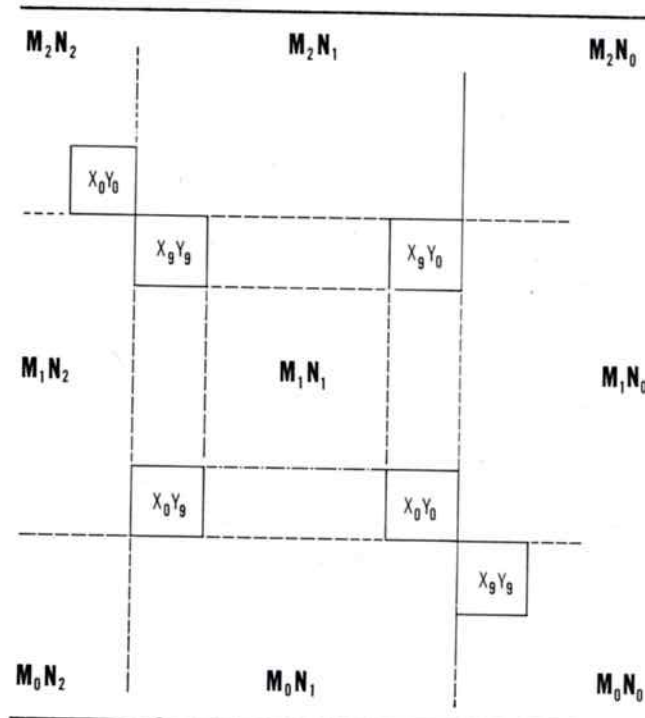 M₂N₂ M₂N₁ M₂N₀
X₀Y₀
X₉Y₉ X₉Y₀
M₁N₂ M₁N₁ M₁N₀
X₀Y₉ X₀Y₀
X₉Y₉
M₀N₂ M₀N₁ M₀N₀